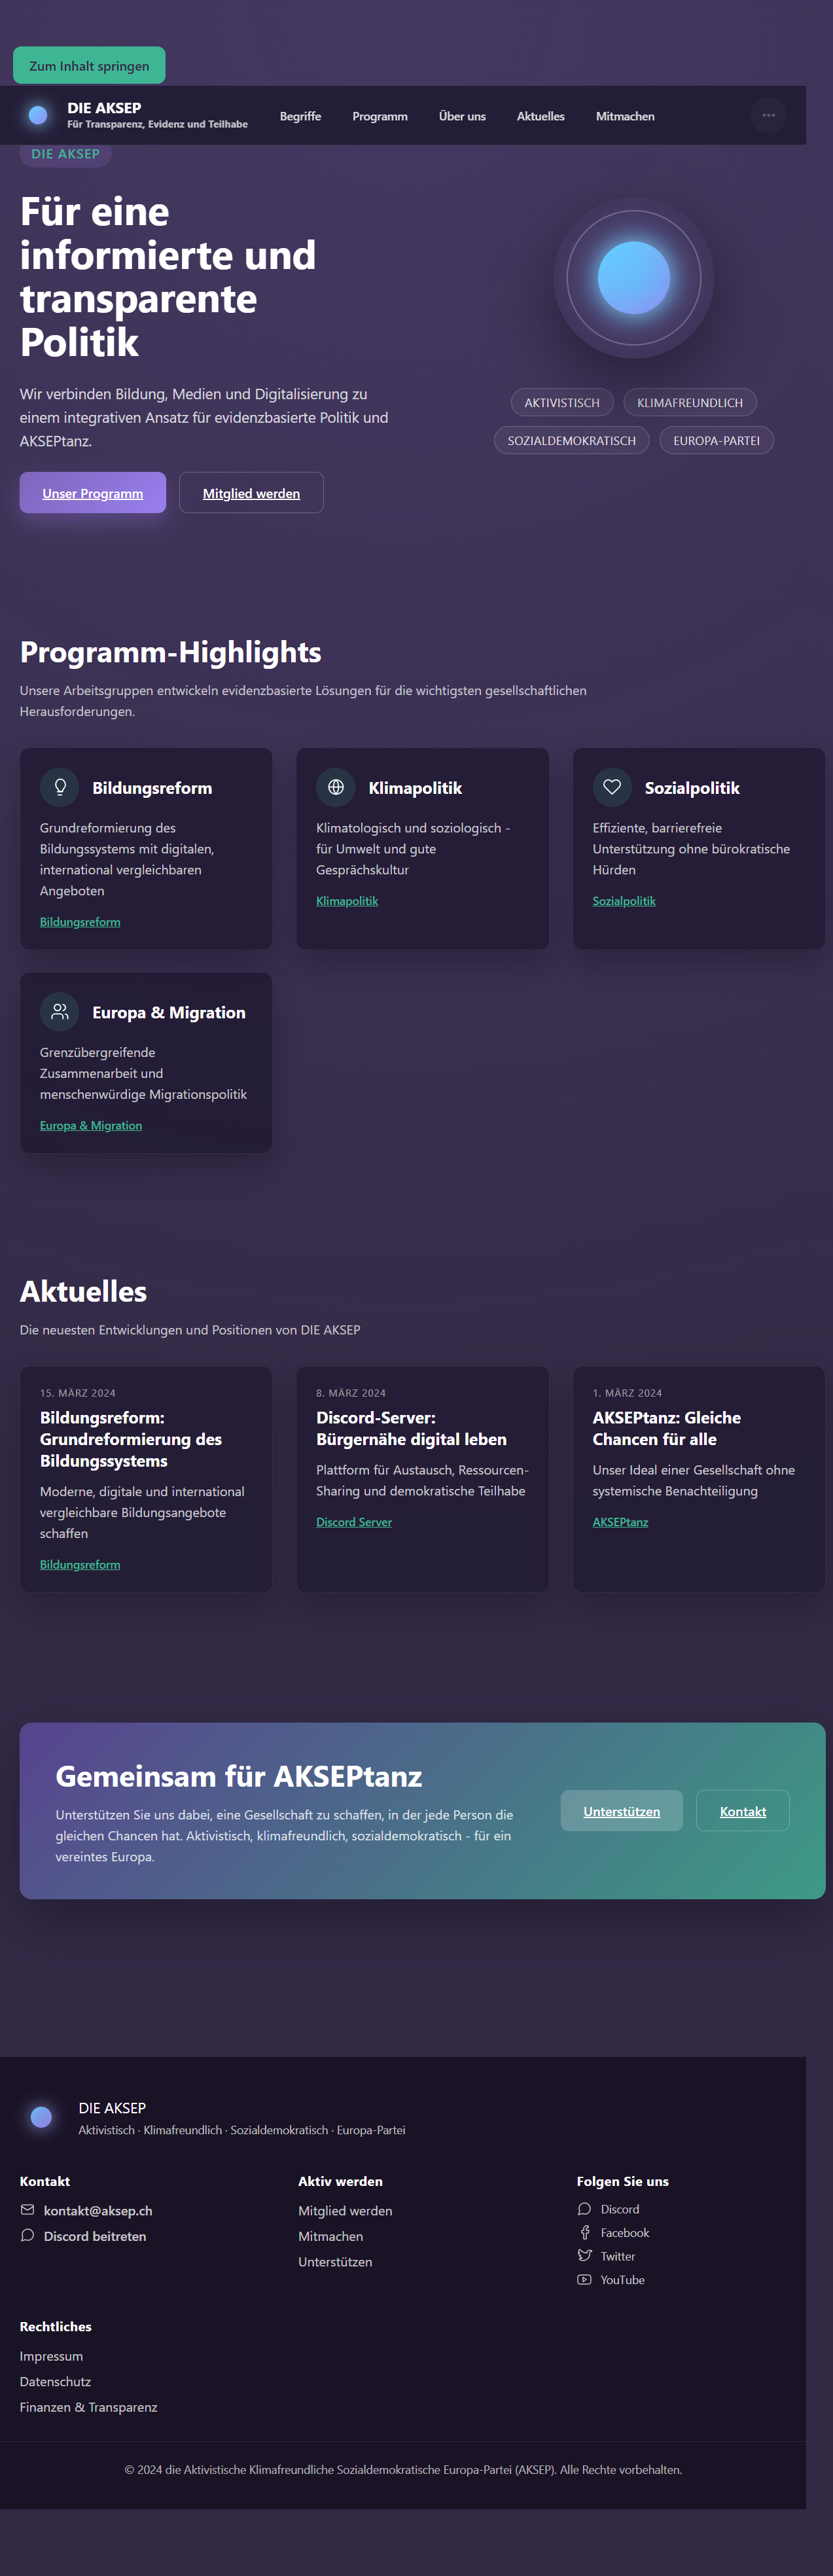 Zum Inhalt springen
DIE AKSEP
Für Transparenz, Evidenz und Teilhabe
Begriffe
Programm
Über uns
Aktuelles
Mitmachen
DIE AKSEP
Für eine
informierte und
transparente
Politik
Wir verbinden Bildung, Medien und Digitalisierung zu
einem integrativen Ansatz für evidenzbasierte Politik und
AKSEPtanz.
Unser Programm
Mitglied werden
AKTIVISTISCH
KLIMAFREUNDLICH
SOZIALDEMOKRATISCH
EUROPA-PARTEI
Programm-Highlights
Unsere Arbeitsgruppen entwickeln evidenzbasierte Lösungen für die wichtigsten gesellschaftlichen
Herausforderungen.
Bildungsreform
Grundreformierung des
Bildungssystems mit digitalen,
international vergleichbaren
Angeboten
Bildungsreform
Klimapolitik
Klimatologisch und soziologisch -
für Umwelt und gute
Gesprächskultur
Klimapolitik
Sozialpolitik
Effiziente, barrierefreie
Unterstützung ohne bürokratische
Hürden
Sozialpolitik
Europa & Migration
Grenzübergreifende
Zusammenarbeit und
menschenwürdige Migrationspolitik
Europa & Migration
Aktuelles
Die neuesten Entwicklungen und Positionen von DIE AKSEP
15. MÄRZ 2024
Bildungsreform:
Grundreformierung des
Bildungssystems
Moderne, digitale und international
vergleichbare Bildungsangebote
schaffen
Bildungsreform
8. MÄRZ 2024
Discord-Server:
Bürgernähe digital leben
Plattform für Austausch, Ressourcen-
Sharing und demokratische Teilhabe
Discord Server
1. MÄRZ 2024
AKSEPtanz: Gleiche
Chancen für alle
Unser Ideal einer Gesellschaft ohne
systemische Benachteiligung
AKSEPtanz
Gemeinsam für AKSEPtanz
Unterstützen Sie uns dabei, eine Gesellschaft zu schaffen, in der jede Person die
gleichen Chancen hat. Aktivistisch, klimafreundlich, sozialdemokratisch - für ein
vereintes Europa.
Unterstützen
Kontakt
DIE AKSEP
Aktivistisch · Klimafreundlich · Sozialdemokratisch · Europa-Partei
Kontakt
kontakt@aksep.ch
Discord beitreten
Aktiv werden
Mitglied werden
Mitmachen
Unterstützen
Folgen Sie uns
Discord
Facebook
Twitter
YouTube
Rechtliches
Impressum
Datenschutz
Finanzen & Transparenz
© 2024 die Aktivistische Klimafreundliche Sozialdemokratische Europa-Partei (AKSEP). Alle Rechte vorbehalten.